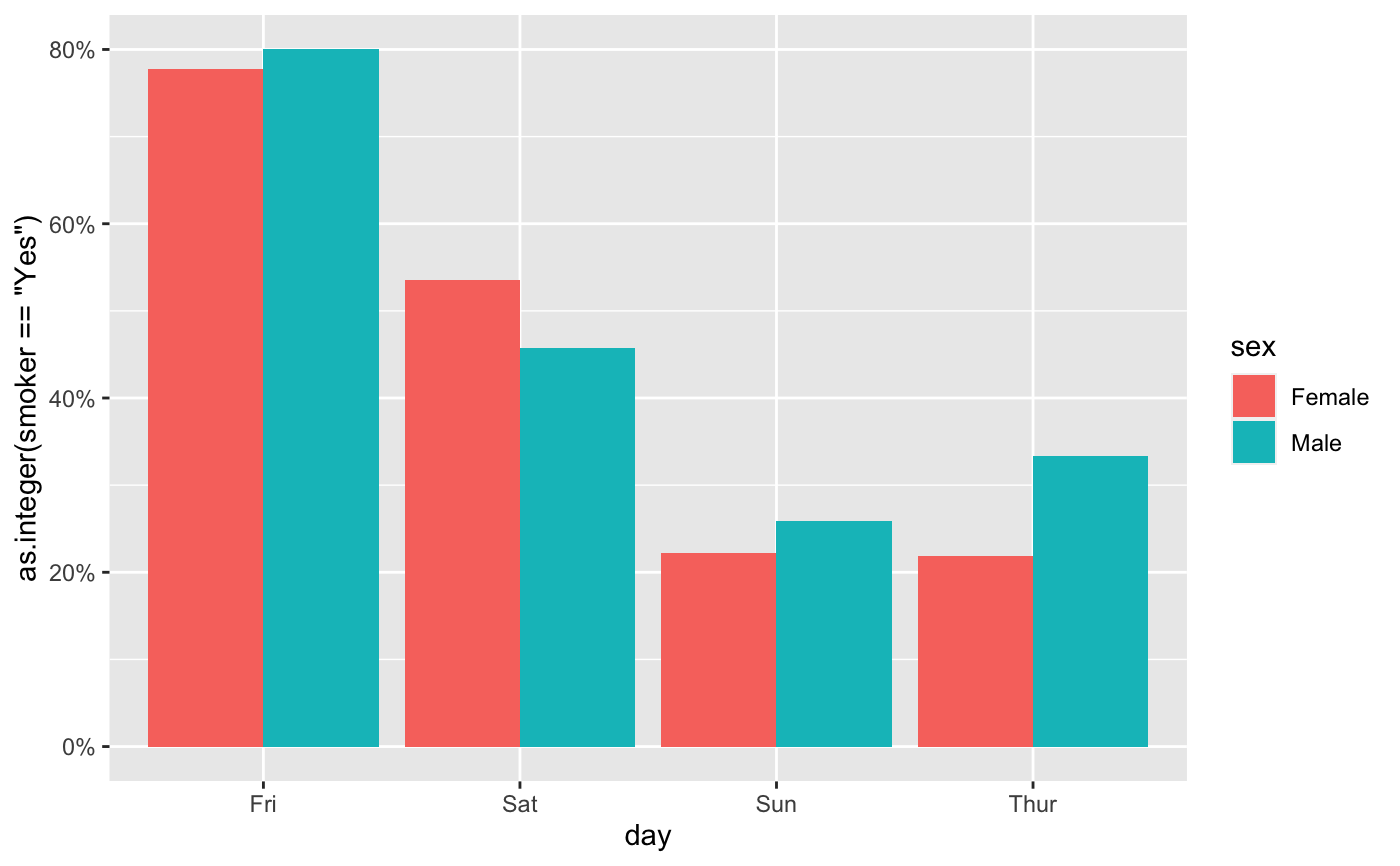 80%
60%
40%
20%
0%
as.integer(smoker == "Yes")
Fri Sat Sun Thur
day
sex
Female
Male